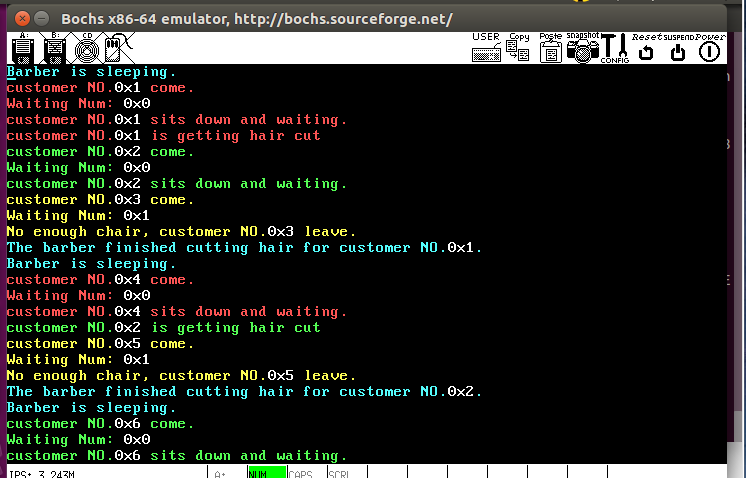 Bochs x86-64 emulator, http://bochs.sourceforge.net/
A: B: CD USER Copy Paste snapshot CONFIG Reset SUSPEND Power
Barber is sleeping.
customer NO.0x1 come.
Waiting Num: 0x0
customer NO.0x1 sits down and waiting.
customer NO.0x1 is getting hair cut
customer NO.0x2 come.
Waiting Num: 0x0
customer NO.0x2 sits down and waiting.
customer NO.0x3 come.
Waiting Num: 0x1
No enough chair, customer NO.0x3 leave.
The barber finished cutting hair for customer NO.0x1.
Barber is sleeping.
customer NO.0x4 come.
Waiting Num: 0x0
customer NO.0x4 sits down and waiting.
customer NO.0x2 is getting hair cut
customer NO.0x5 come.
Waiting Num: 0x1
No enough chair, customer NO.0x5 leave.
The barber finished cutting hair for customer NO.0x2.
Barber is sleeping.
customer NO.0x6 come.
Waiting Num: 0x0
customer NO.0x6 sits down and waiting.
IPS: 3.243M A: NUM CAPS SCRL